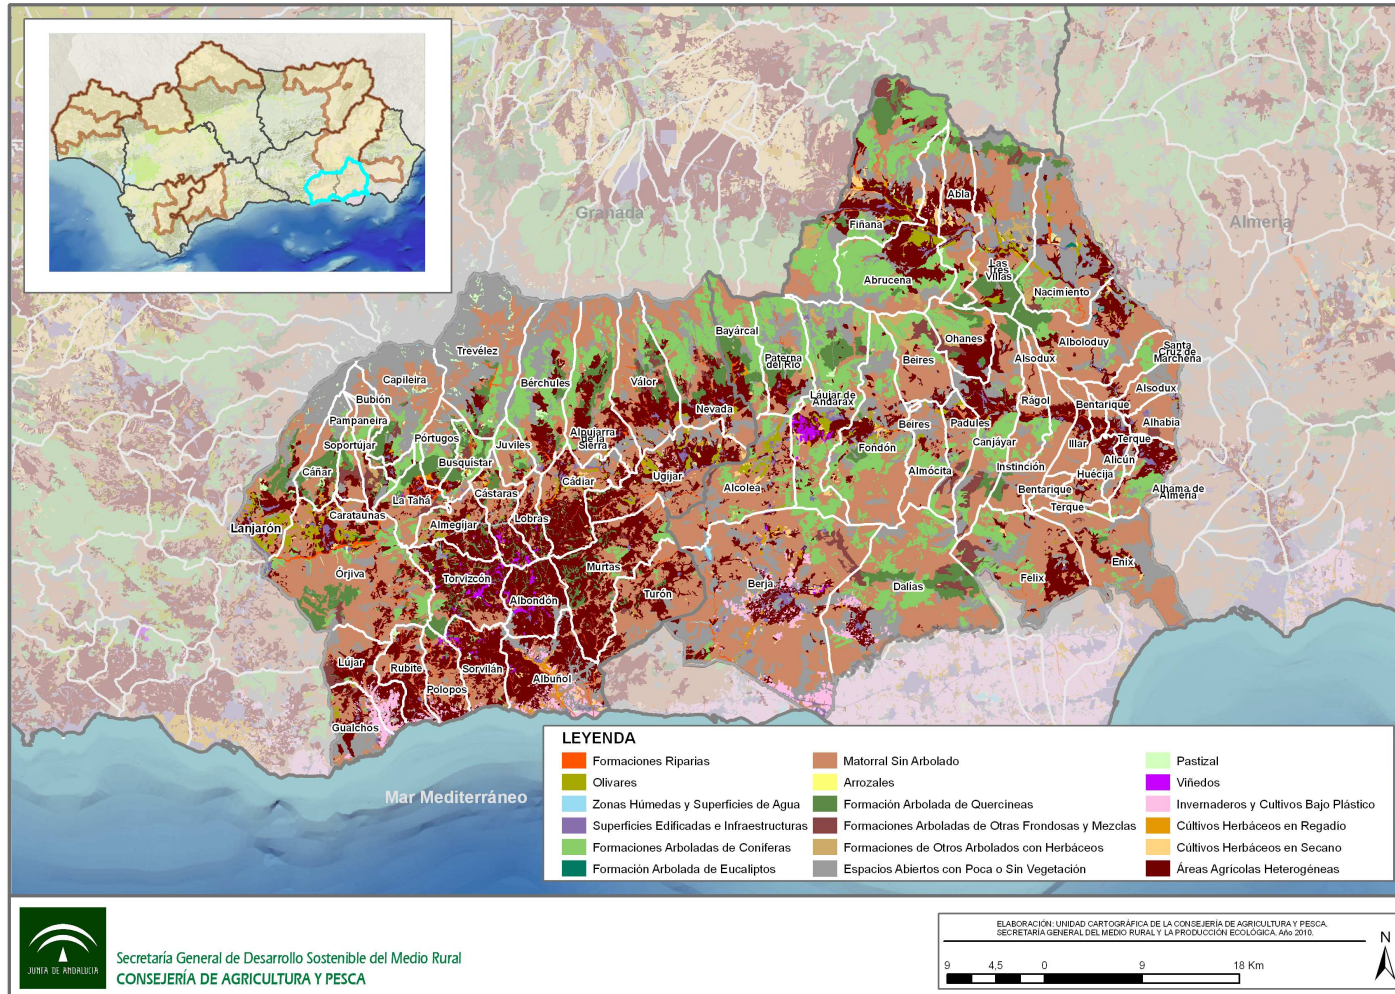 Granada
Almería
Abla
Fiñana
Las
Tres
Villas
Abrucena
Nacimiento
Bayárcal
Ohanes
Alboloduy
Santa
Cruz de
Marchena
Trevélez
Paterna
del Río
Beires
Alsodux
Capileira
Bérchules
Válor
Láujar de
Andarax
Alsodux
Bubión
Rágol
Bentarique
Pampaneira
Nevada
Beires
Padules
Alhabia
Soportújar
Pórtugos
Juviles
Alpujarra
de la
Sierra
Fondón
Canjáyar
Illar
Terque
Busquistar
Alicún
Cáñar
Ugíjar
Almócita
Instinción
Huécija
La Tahá
Cástaras
Cádiar
Alcolea
Bentarique
Alhama de
Almería
Lanjarón
Carataunas
Almegíjar
Lobras
Terque
Órjiva
Torvizcón
Murtas
Enix
Felix
Berja
Dalías
Turón
Albondón
Lújar
Rubite
Sorvilán
Albuñol
Polopos
Gualchos
Mar Mediterráneo
LEYENDA
Formaciones Riparias
Olivares
Zonas Húmedas y Superficies de Agua
Superficies Edificadas e Infraestructuras
Formaciones Arboladas de Coníferas
Formación Arbolada de Eucaliptos
Matorral Sin Arbolado
Arrozales
Formación Arbolada de Quercineas
Formaciones Arboladas de Otras Frondosas y Mezclas
Formaciones de Otros Arbolados con Herbáceos
Espacios Abiertos con Poca o Sin Vegetación
Pastizal
Viñedos
Invernaderos y Cultivos Bajo Plástico
Cúltivos Herbáceos en Regadio
Cúltivos Herbáceos en Secano
Áreas Agrícolas Heterogéneas
JUNTA DE ANDALUCIA
Secretaría General de Desarrollo Sostenible del Medio Rural
CONSEJERÍA DE AGRICULTURA Y PESCA
ELABORACIÓN: UNIDAD CARTOGRÁFICA DE LA CONSEJERÍA DE AGRICULTURA Y PESCA.
SECRETARÍA GENERAL DEL MEDIO RURAL Y LA PRODUCCIÓN ECOLÓGICA. Año 2010.
9 4,5 0 9 18 Km
N